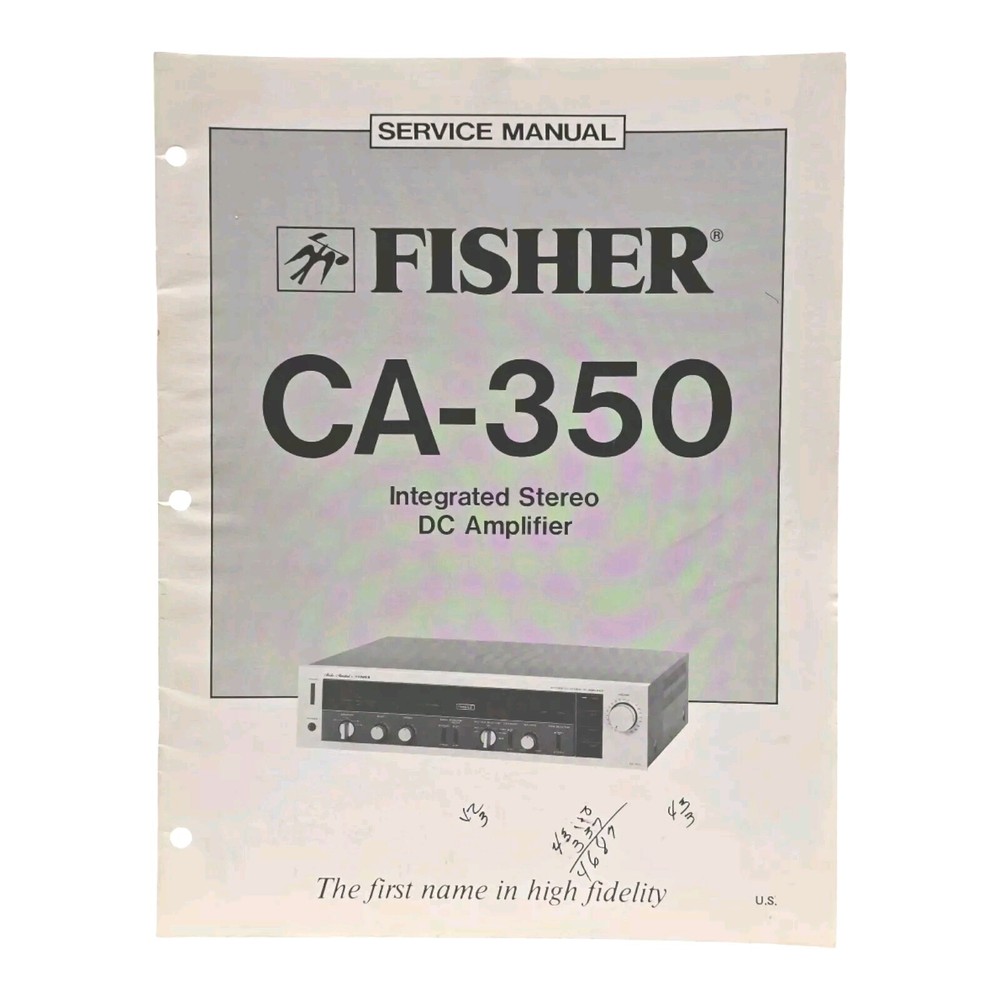 SERVICE MANUAL
FISHER®
CA-350
Integrated Stereo
DC Amplifier
The first name in high fidelity
U.S.